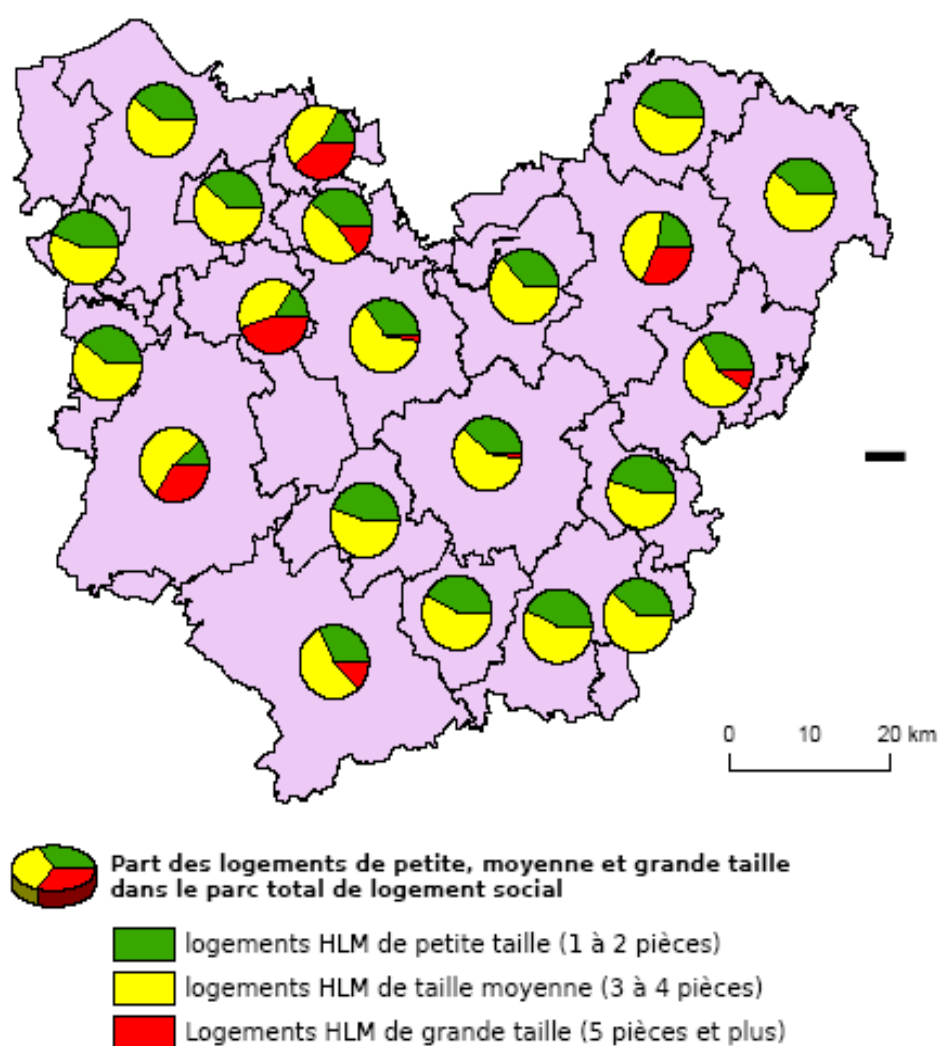 0 10 20 km
Part des logements de petite, moyenne et grande taille
dans le parc total de logement social
logements HLM de petite taille (1 à 2 pièces)
logements HLM de taille moyenne (3 à 4 pièces)
Logements HLM de grande taille (5 pièces et plus)